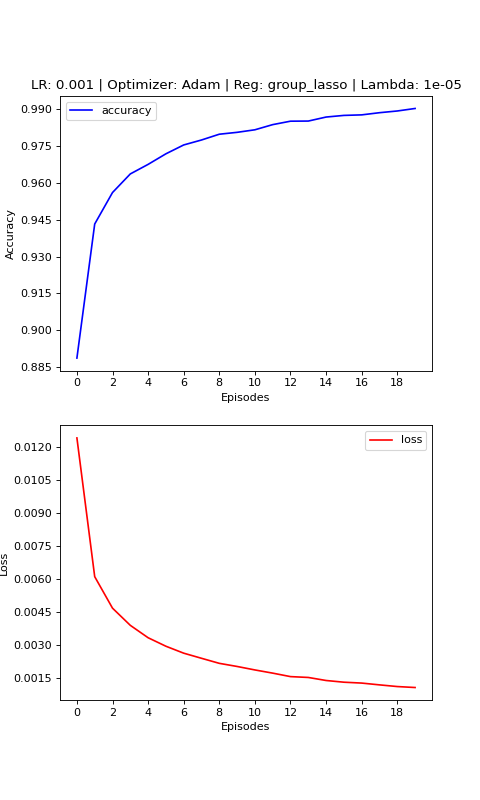 LR: 0.001 | Optimizer: Adam | Reg: group_lasso | Lambda: 1e-05
accuracy
0.990
0.975
0.960
0.945
0.930
0.915
0.900
0.885
Accuracy
0 2 4 6 8 10 12 14 16 18
Episodes
loss
0.0120
0.0105
0.0090
0.0075
0.0060
0.0045
0.0030
0.0015
Loss
0 2 4 6 8 10 12 14 16 18
Episodes